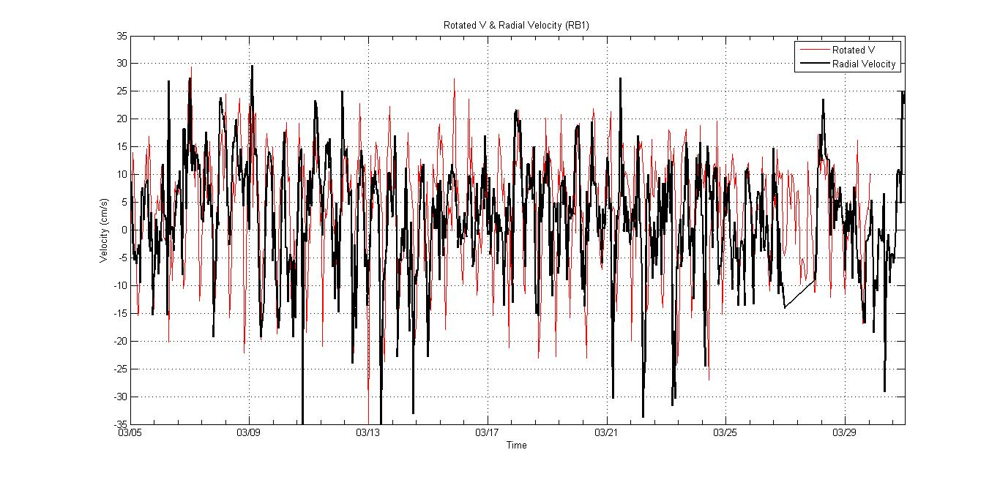 Rotated V & Radial Velocity (RB1)
Rotated V
Radial Velocity
Velocity (cm/s)
35
30
25
20
15
10
5
0
-5
-10
-15
-20
-25
-30
-35
03/05 03/09 03/13 03/17 03/21 03/25 03/29
Time